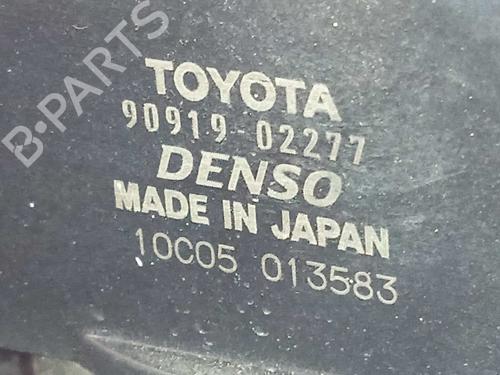 B-PARTS
TOYOTA
90919-02277
DENSO
MADE IN JAPAN
10C05 013583